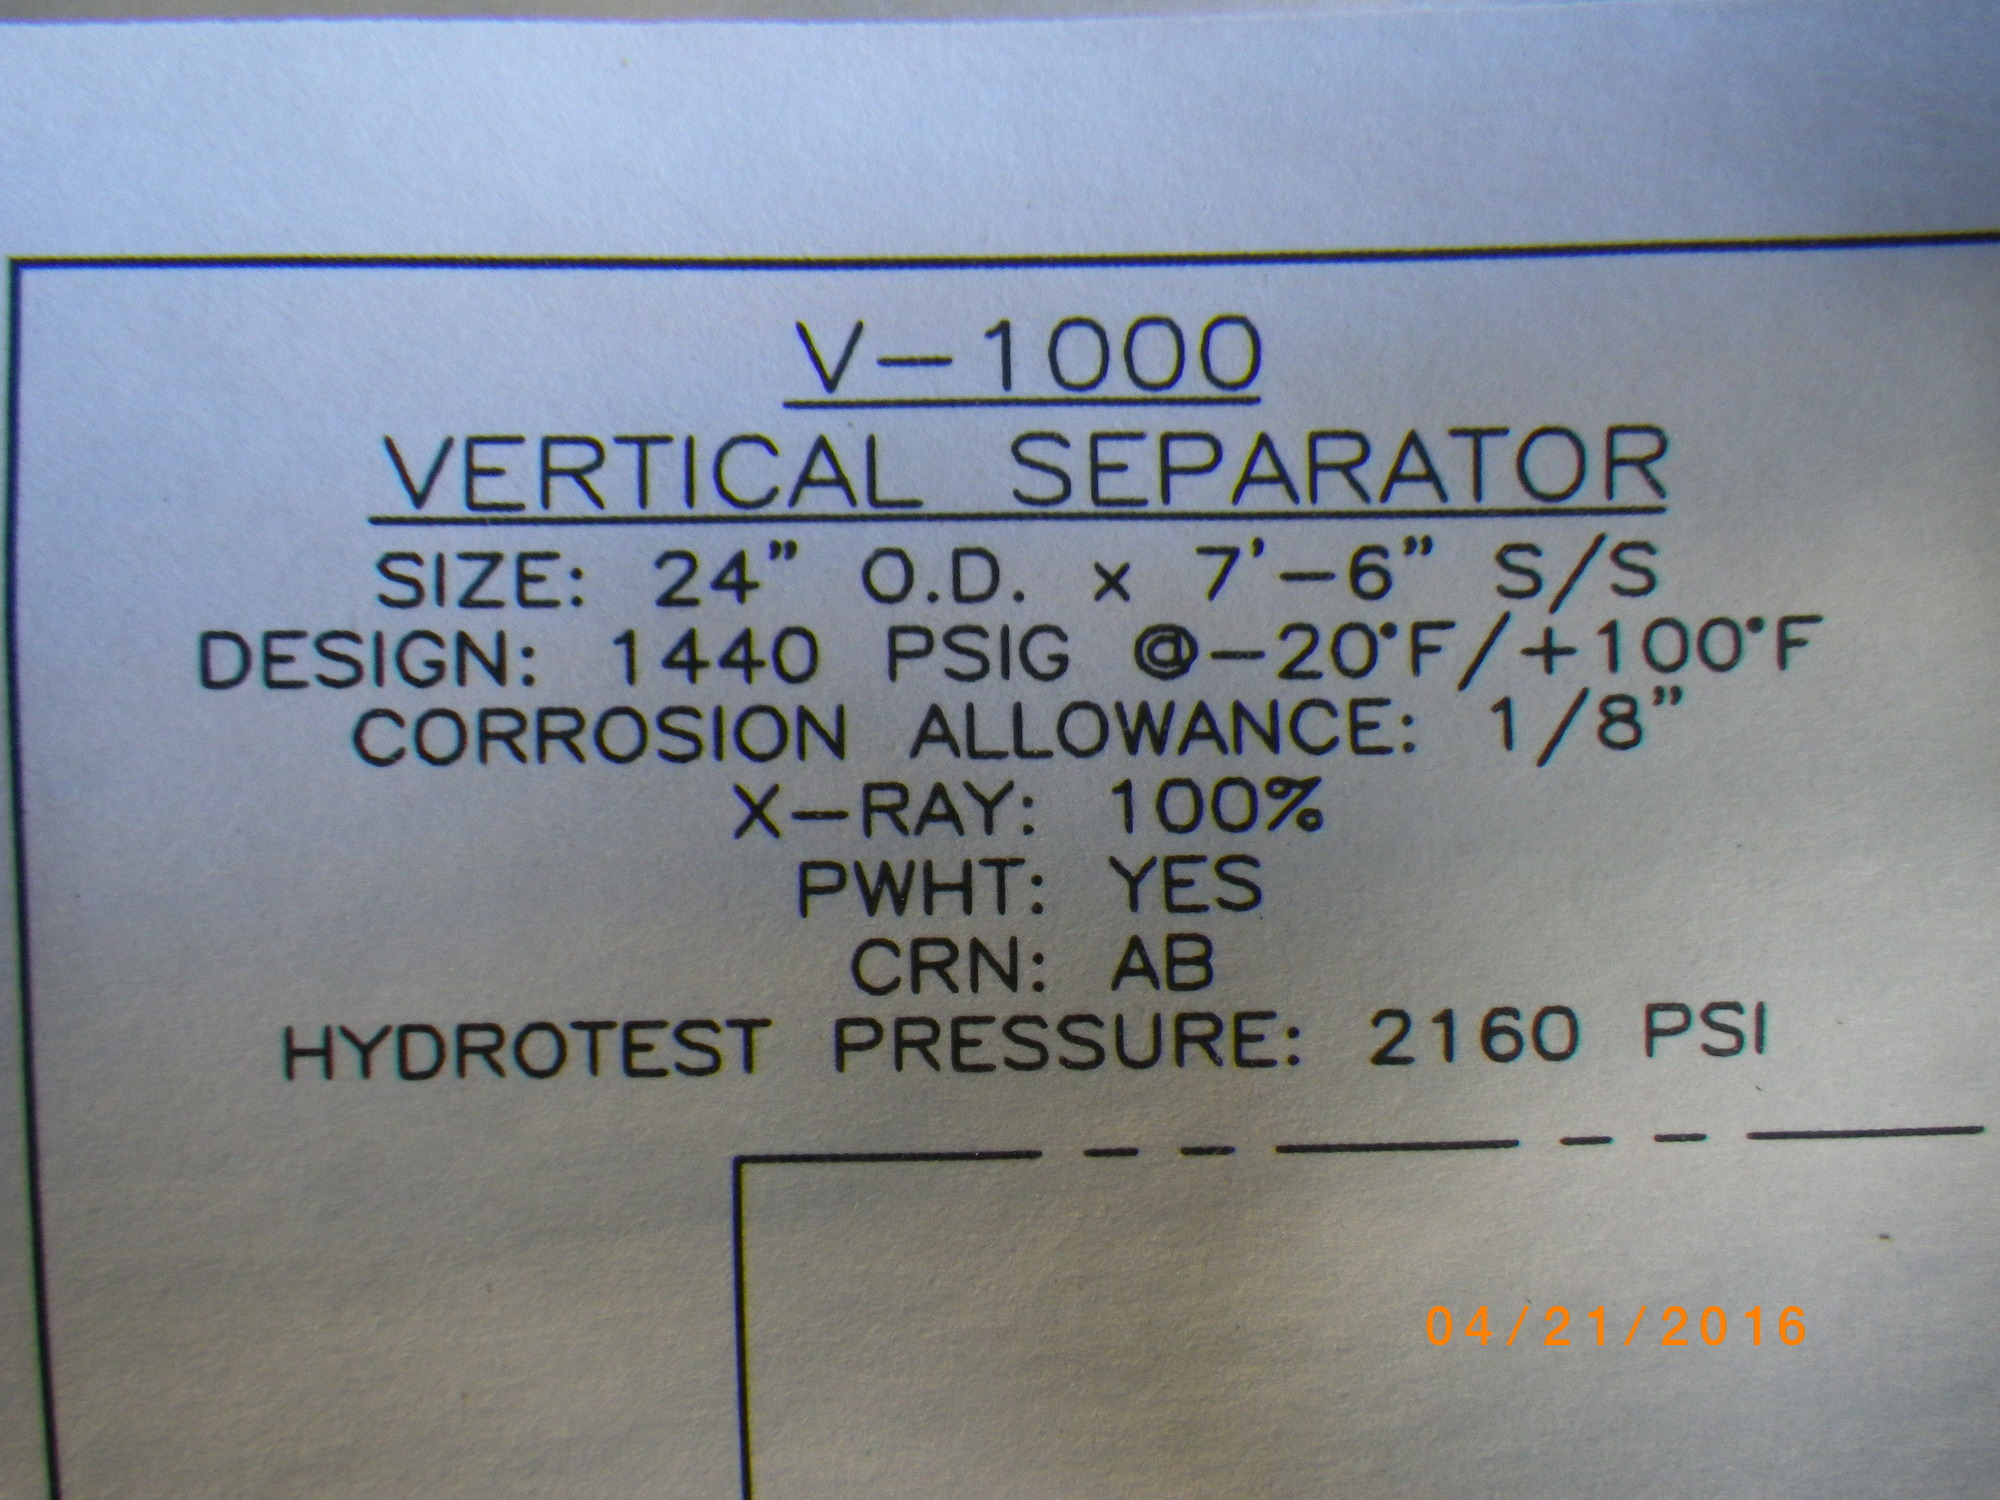 V-1000
VERTICAL SEPARATOR
SIZE: 24" O.D. x 7'-6" S/S
DESIGN: 1440 PSIG @-20°F/+100°F
CORROSION ALLOWANCE: 1/8"
X-RAY: 100%
PWHT: YES
CRN: AB
HYDROTEST PRESSURE: 2160 PSI
04/21/2016